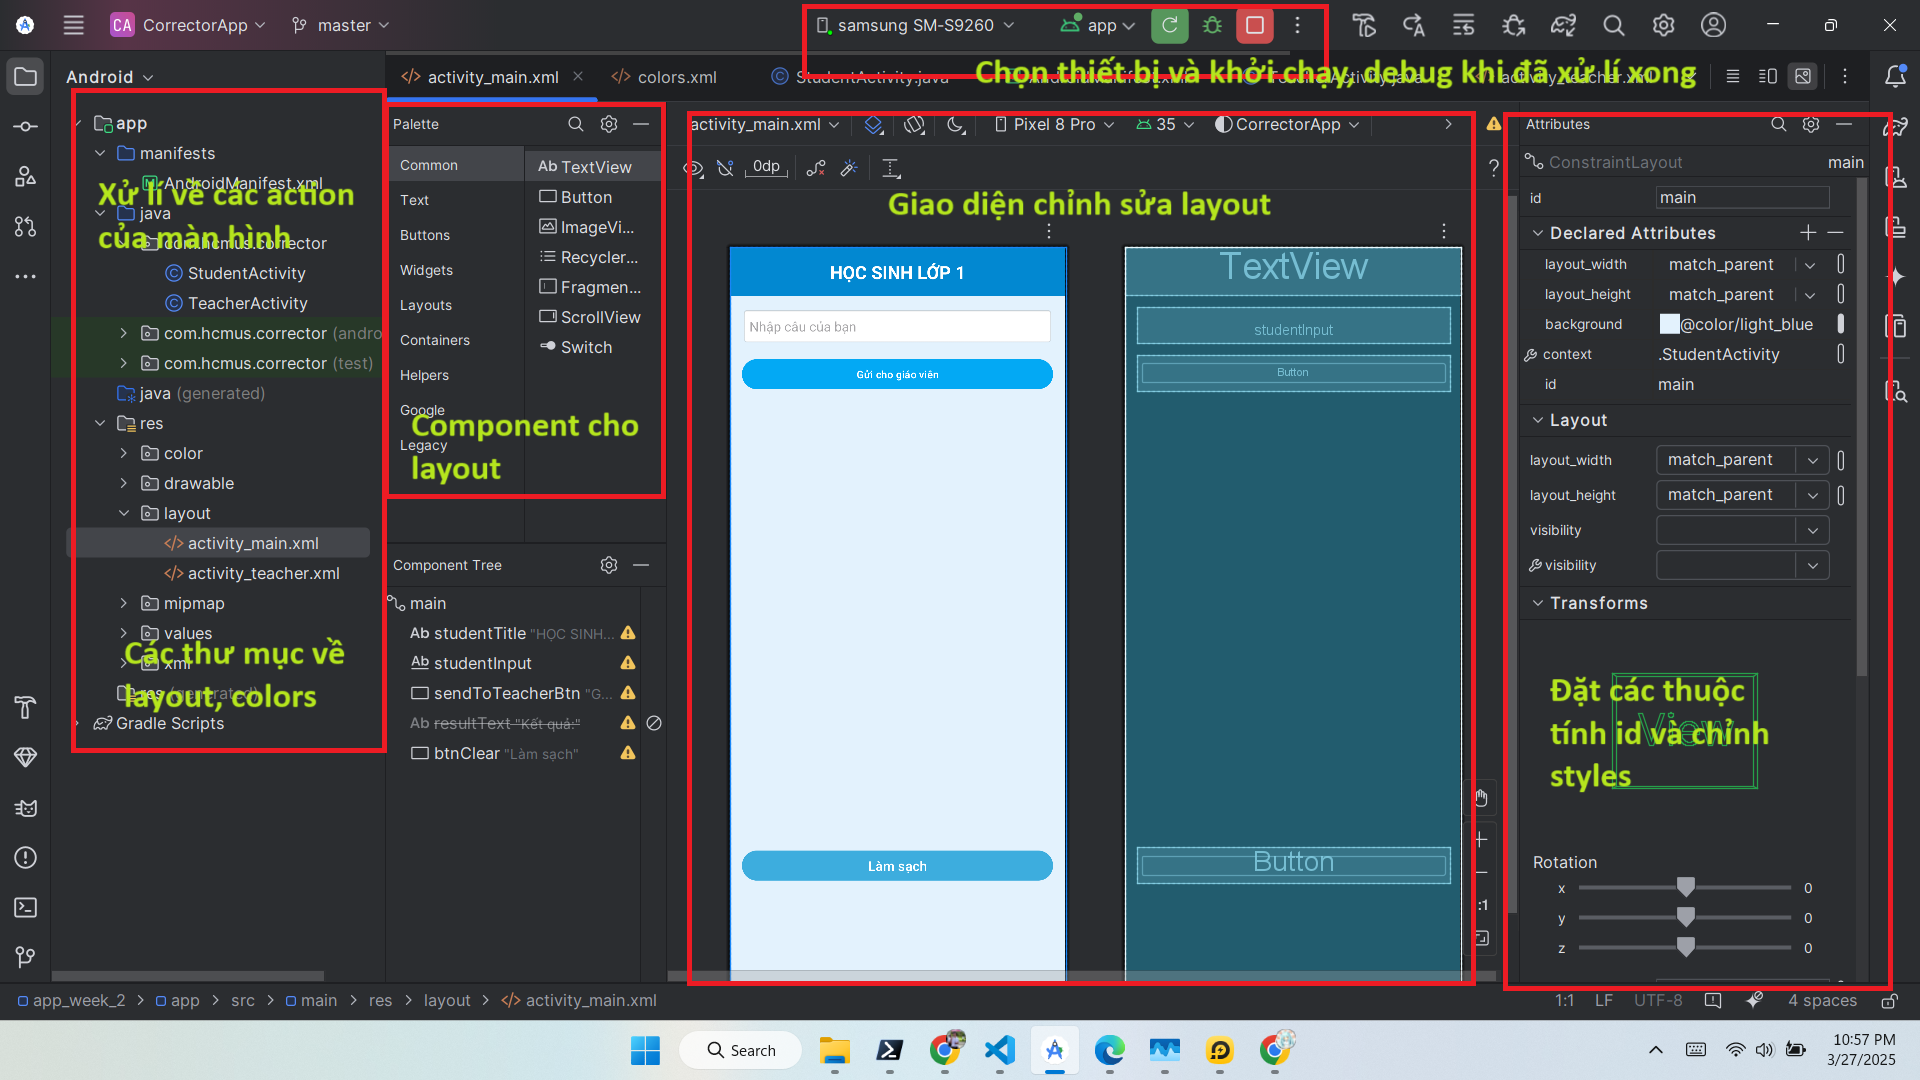 CA CorrectorApp master samsung SM-S9260 app
Android activity_main.xml colors.xml
Chọn thiết bị và khởi chạy, debug khi đã xử lí xong
app
manifests
AndroidManifest.xml
Xử lí về các action
của màn hình
java
com.hcmus.corrector
StudentActivity
TeacherActivity
com.hcmus.corrector (andro
com.hcmus.corrector (test)
java (generated)
res
color
drawable
layout
activity_main.xml
activity_teacher.xml
mipmap
values
xml
Các thư mục về
layout, colors
res (generated)
Gradle Scripts
Palette
Common
Text
Buttons
Widgets
Layouts
Containers
Helpers
Google
Legacy
Ab TextView
Button
ImageVi...
Recycler...
Fragmen...
ScrollView
Switch
Component cho
layout
Component Tree
main
Ab studentTitle "HỌC SINH...
Ab studentInput
sendToTeacherBtn "G...
Ab resultText "Kết quả:"
btnClear "Làm sạch"
activity_main.xml Pixel 8 Pro 35 CorrectorApp
0dp ?
Giao diện chỉnh sửa layout
HỌC SINH LỚP 1
Nhập câu của bạn
Gửi cho giáo viên
Làm sạch
TextView
studentInput
Button
Button
Attributes
ConstraintLayout main
id main
Declared Attributes
layout_width match_parent
layout_height match_parent
background @color/light_blue
context .StudentActivity
id main
Layout
layout_width match_parent
layout_height match_parent
visibility
visibility
Transforms
View
Đặt các thuộc
tính id và chỉnh
styles
Rotation
x 0
y 0
z 0
app_week_2 > app > src > main > res > layout > activity_main.xml
1:1 LF UTF-8 4 spaces
Search
10:57 PM
3/27/2025